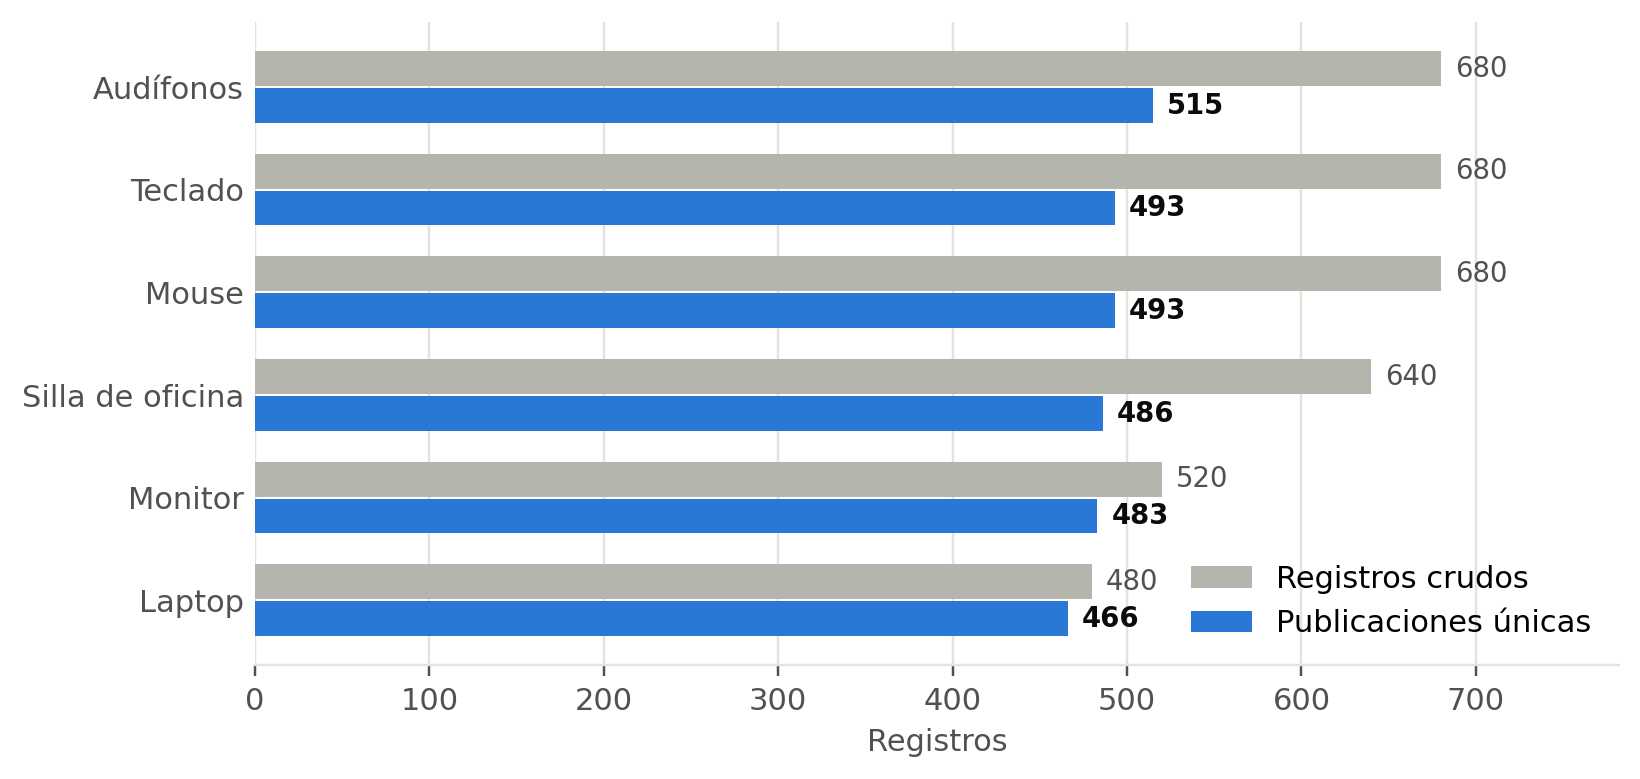 Audífonos
680
515
Teclado
680
493
Mouse
680
493
Silla de oficina
640
486
Monitor
520
483
Laptop
480
466
Registros crudos
Publicaciones únicas
0 100 200 300 400 500 600 700
Registros